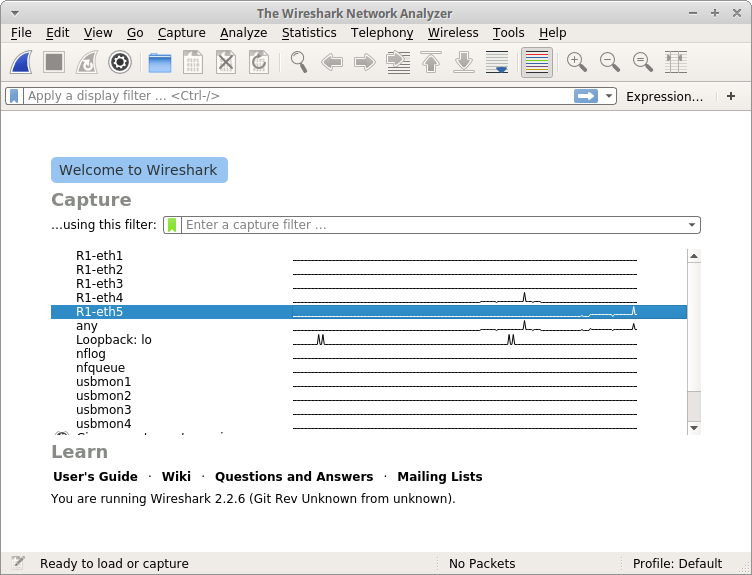 The Wireshark Network Analyzer
File Edit View Go Capture Analyze Statistics Telephony Wireless Tools Help
Apply a display filter ... <Ctrl-/> Expression... +
Welcome to Wireshark
Capture
...using this filter: Enter a capture filter ...
R1-eth1
R1-eth2
R1-eth3
R1-eth4
R1-eth5
any
Loopback: lo
nflog
nfqueue
usbmon1
usbmon2
usbmon3
usbmon4
Learn
User's Guide · Wiki · Questions and Answers · Mailing Lists
You are running Wireshark 2.2.6 (Git Rev Unknown from unknown).
Ready to load or capture No Packets Profile: Default